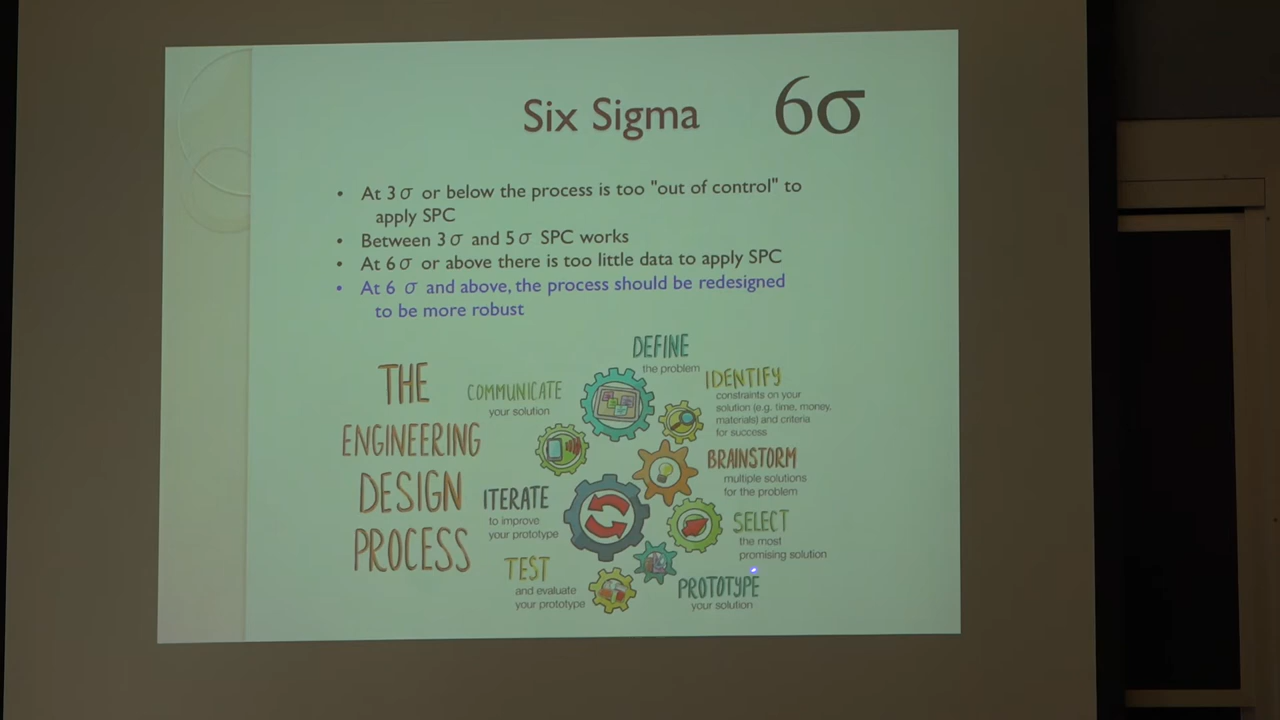 Six Sigma 6σ
• At 3 σ or below the process is too "out of control" to
apply SPC
• Between 3 σ and 5 σ SPC works
• At 6 σ or above there is too little data to apply SPC
• At 6 σ and above, the process should be redesigned
to be more robust
THE
ENGINEERING
DESIGN
PROCESS
DEFINE
the problem
IDENTIFY
constraints on your
solution (e.g. time, money,
materials) and criteria
for success
BRAINSTORM
multiple solutions
for the problem
SELECT
the most
promising solution
PROTOTYPE
your solution
TEST
and evaluate
your prototype
ITERATE
to improve
your prototype
COMMUNICATE
your solution